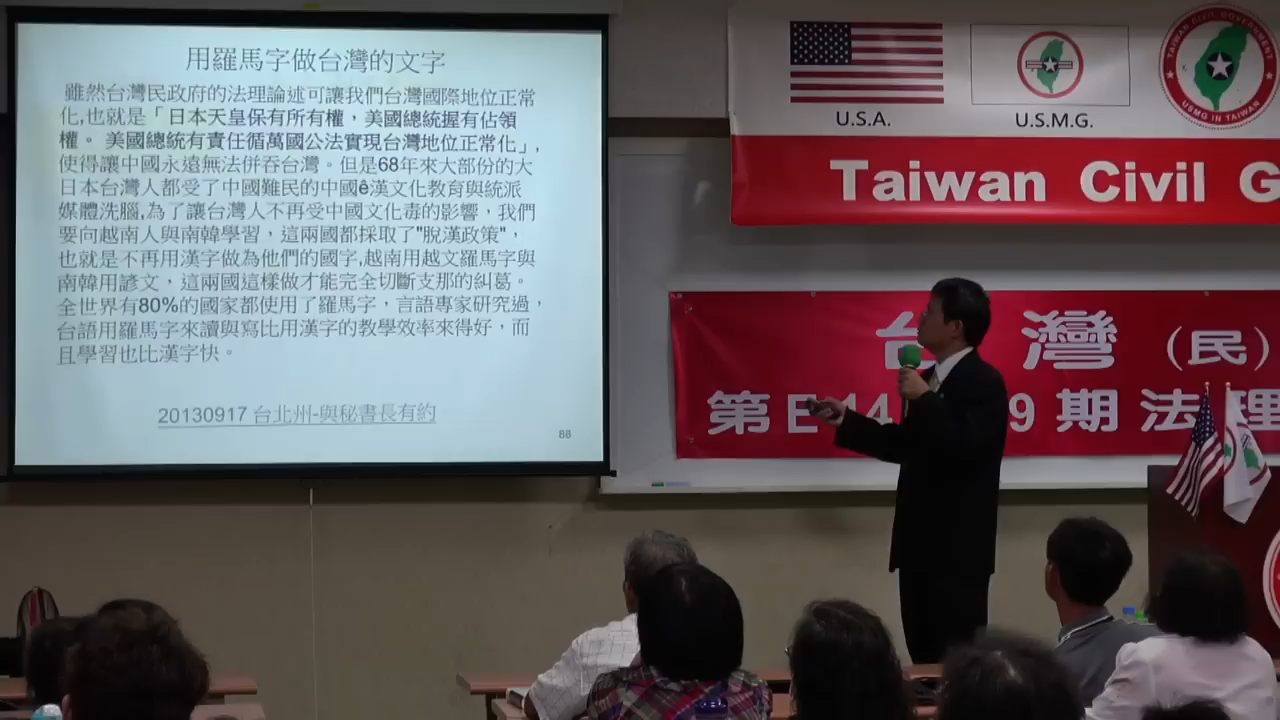 用羅馬字做台灣的文字
雖然台灣民政府的法理論述可讓我們台灣國際地位正常
化,也就是「日本天皇保有所有權，美國總統握有佔領
權。 美國總統有責任循萬國公法實現台灣地位正常化」,
使得讓中國永遠無法併吞台灣。但是68年來大部份的大
日本台灣人都受了中國難民的中國ê漢文化教育與統派
媒體洗腦,為了讓台灣人不再受中國文化毒的影響，我們
要向越南人與南韓學習，這兩國都採取了"脫漢政策"，
也就是不再用漢字做為他們的國字,越南用越文羅馬字與
南韓用諺文，這兩國這樣做才能完全切斷支那的糾葛。
全世界有80%的國家都使用了羅馬字，言語專家研究過，
台語用羅馬字來讀與寫比用漢字的教學效率來得好，而
且學習也比漢字快。
20130917 台北州-與秘書長有約
88
U.S.A.
U.S.M.G.
TAIWAN CIVIL GOVERNMENT
USMG IN TAIWAN
Taiwan Civil G
台灣（民）
第E14 9期法理